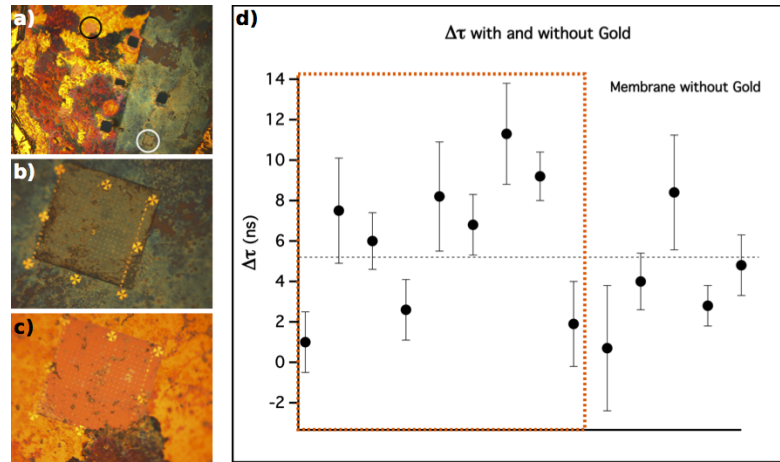 a)
b)
c)
d)
Δτ with and without Gold
Membrane without Gold
Δτ (ns)
14
12
10
8
6
4
2
0
-2